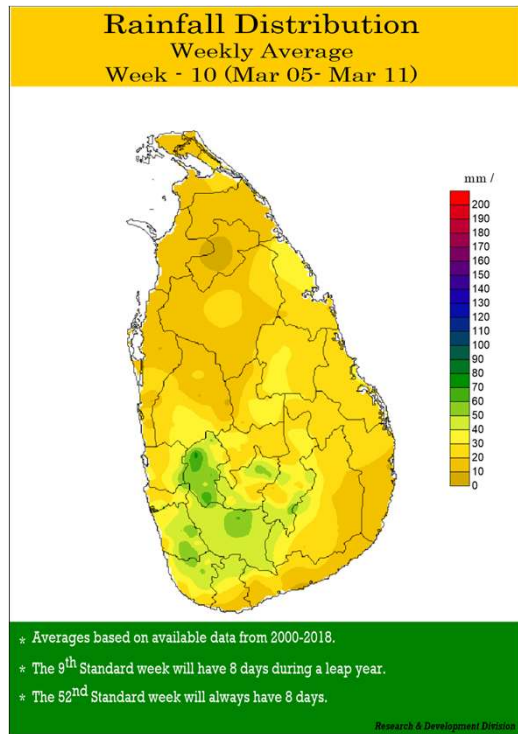 Rainfall Distribution
Weekly Average
Week - 10 (Mar 05- Mar 11)
mm /
200
190
180
170
160
150
140
130
120
110
100
90
80
70
60
50
40
30
20
10
0
* Averages based on available data from 2000-2018.
* The 9th Standard week will have 8 days during a leap year.
* The 52nd Standard week will always have 8 days.
Research & Development Division